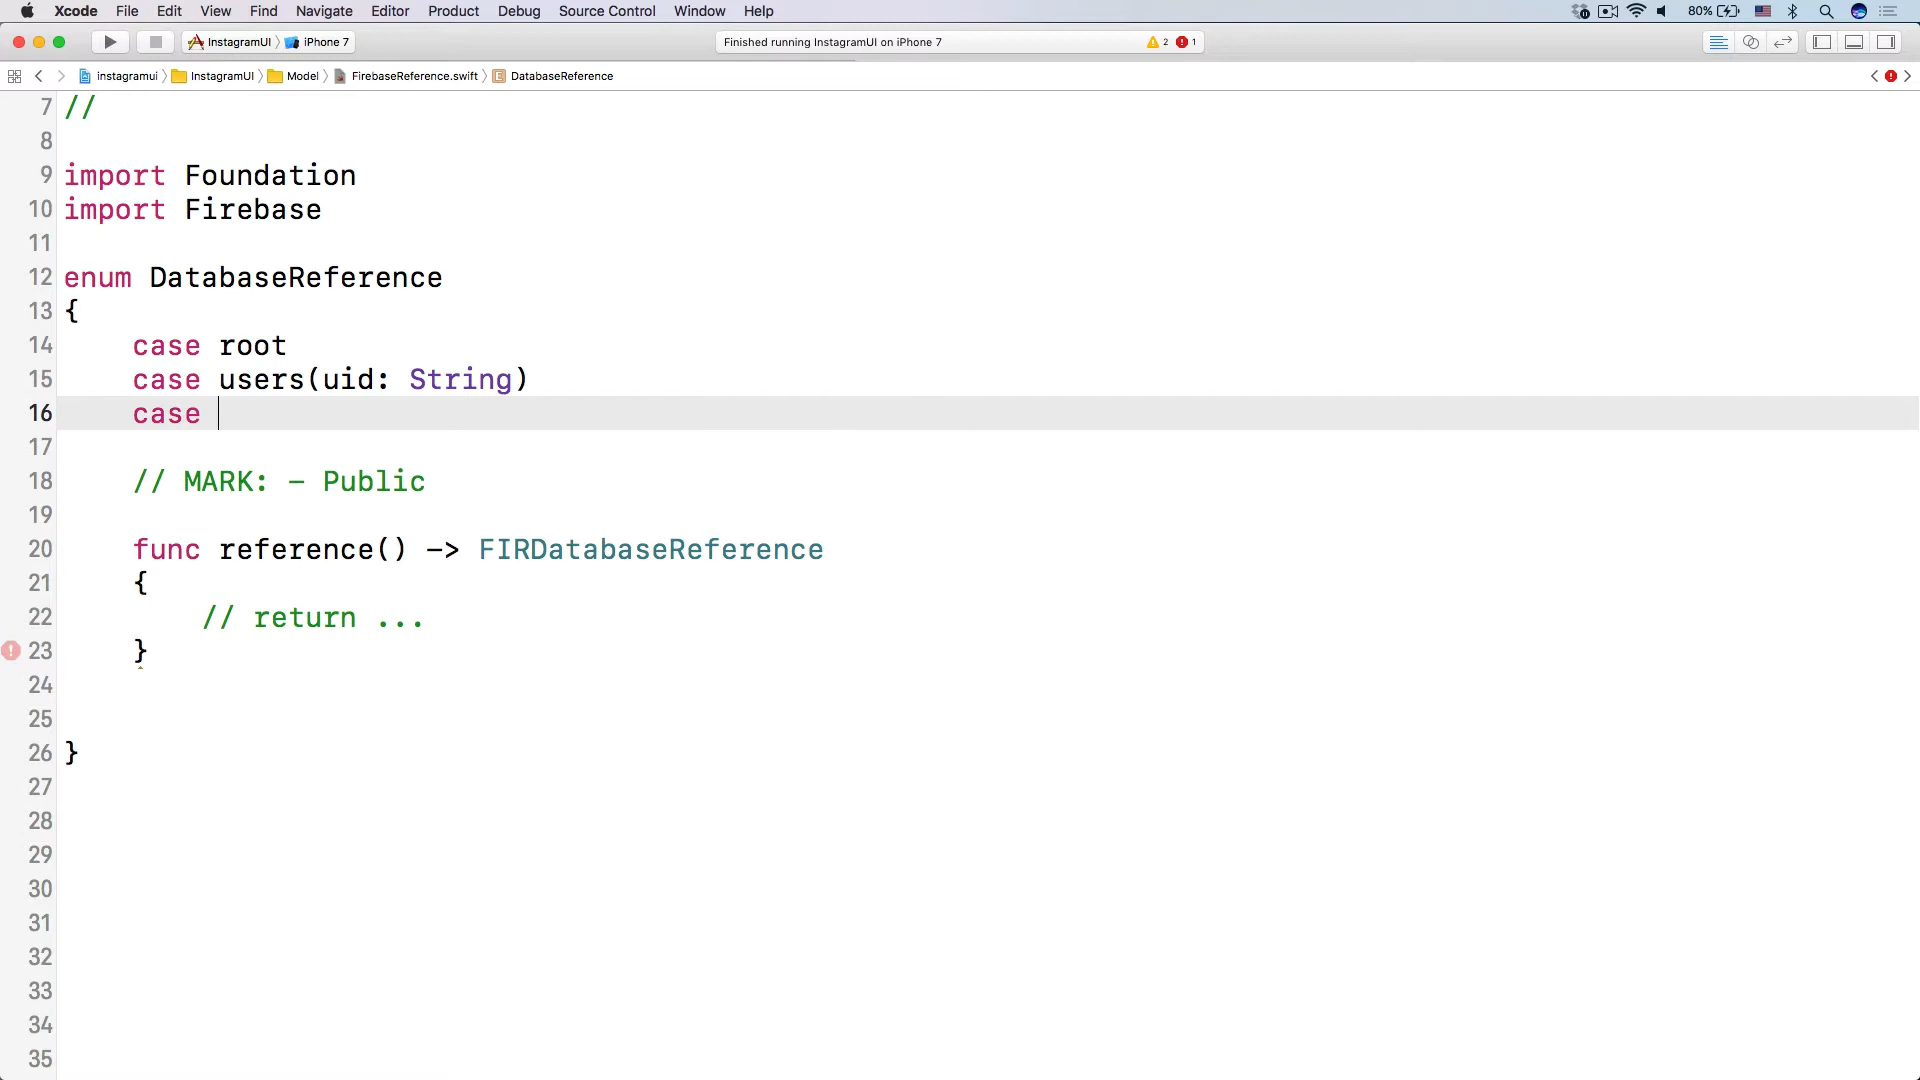 Xcode File Edit View Find Navigate Editor Product Debug Source Control Window Help 80%
InstagramUI iPhone 7 Finished running InstagramUI on iPhone 7 2 1
instagramui InstagramUI Model FirebaseReference.swift E DatabaseReference
7 //
8
9 import Foundation
10 import Firebase
11
12 enum DatabaseReference
13 {
14 case root
15 case users(uid: String)
16 case
17
18 // MARK: - Public
19
20 func reference() -> FIRDatabaseReference
21 {
22 // return ...
23 }
24
25
26 }
27
28
29
30
31
32
33
34
35